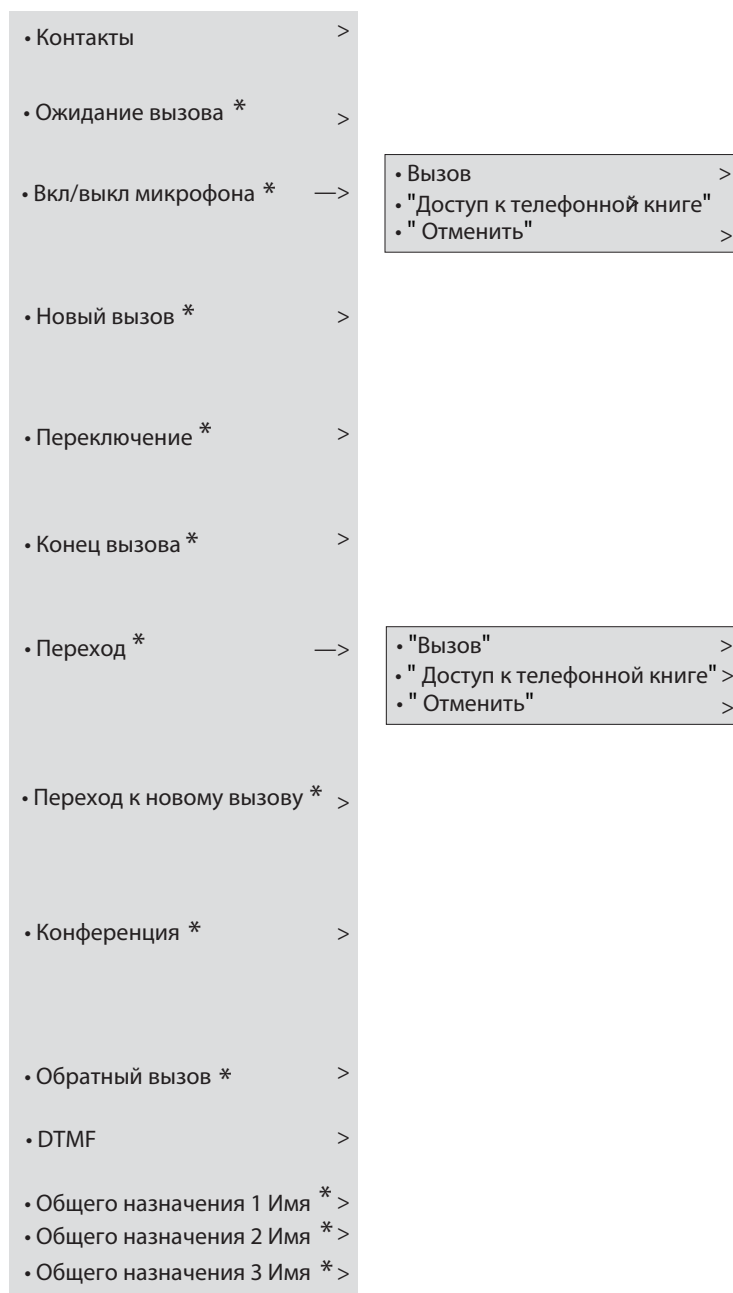 • Контакты >
• Ожидание вызова * >
• Вкл/выкл микрофона * —>
• Вызов >
• "Доступ к телефонной книге" >
• " Отменить" >
• Новый вызов * >
• Переключение * >
• Конец вызова * >
• Переход * —>
• "Вызов" >
• " Доступ к телефонной книге" >
• " Отменить" >
• Переход к новому вызову * >
• Конференция * >
• Обратный вызов * >
• DTMF >
• Общего назначения 1 Имя * >
• Общего назначения 2 Имя * >
• Общего назначения 3 Имя * >